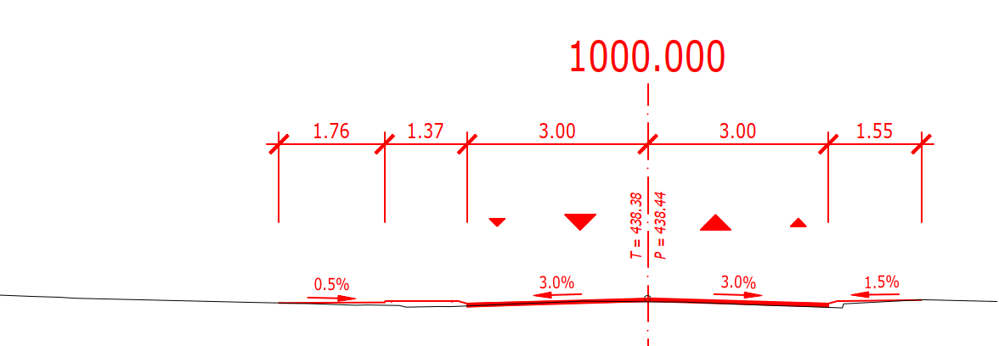 1000.000
1.76 1.37 3.00 3.00 1.55
T = 438.38
P = 438.44
0.5% 3.0% 3.0% 1.5%